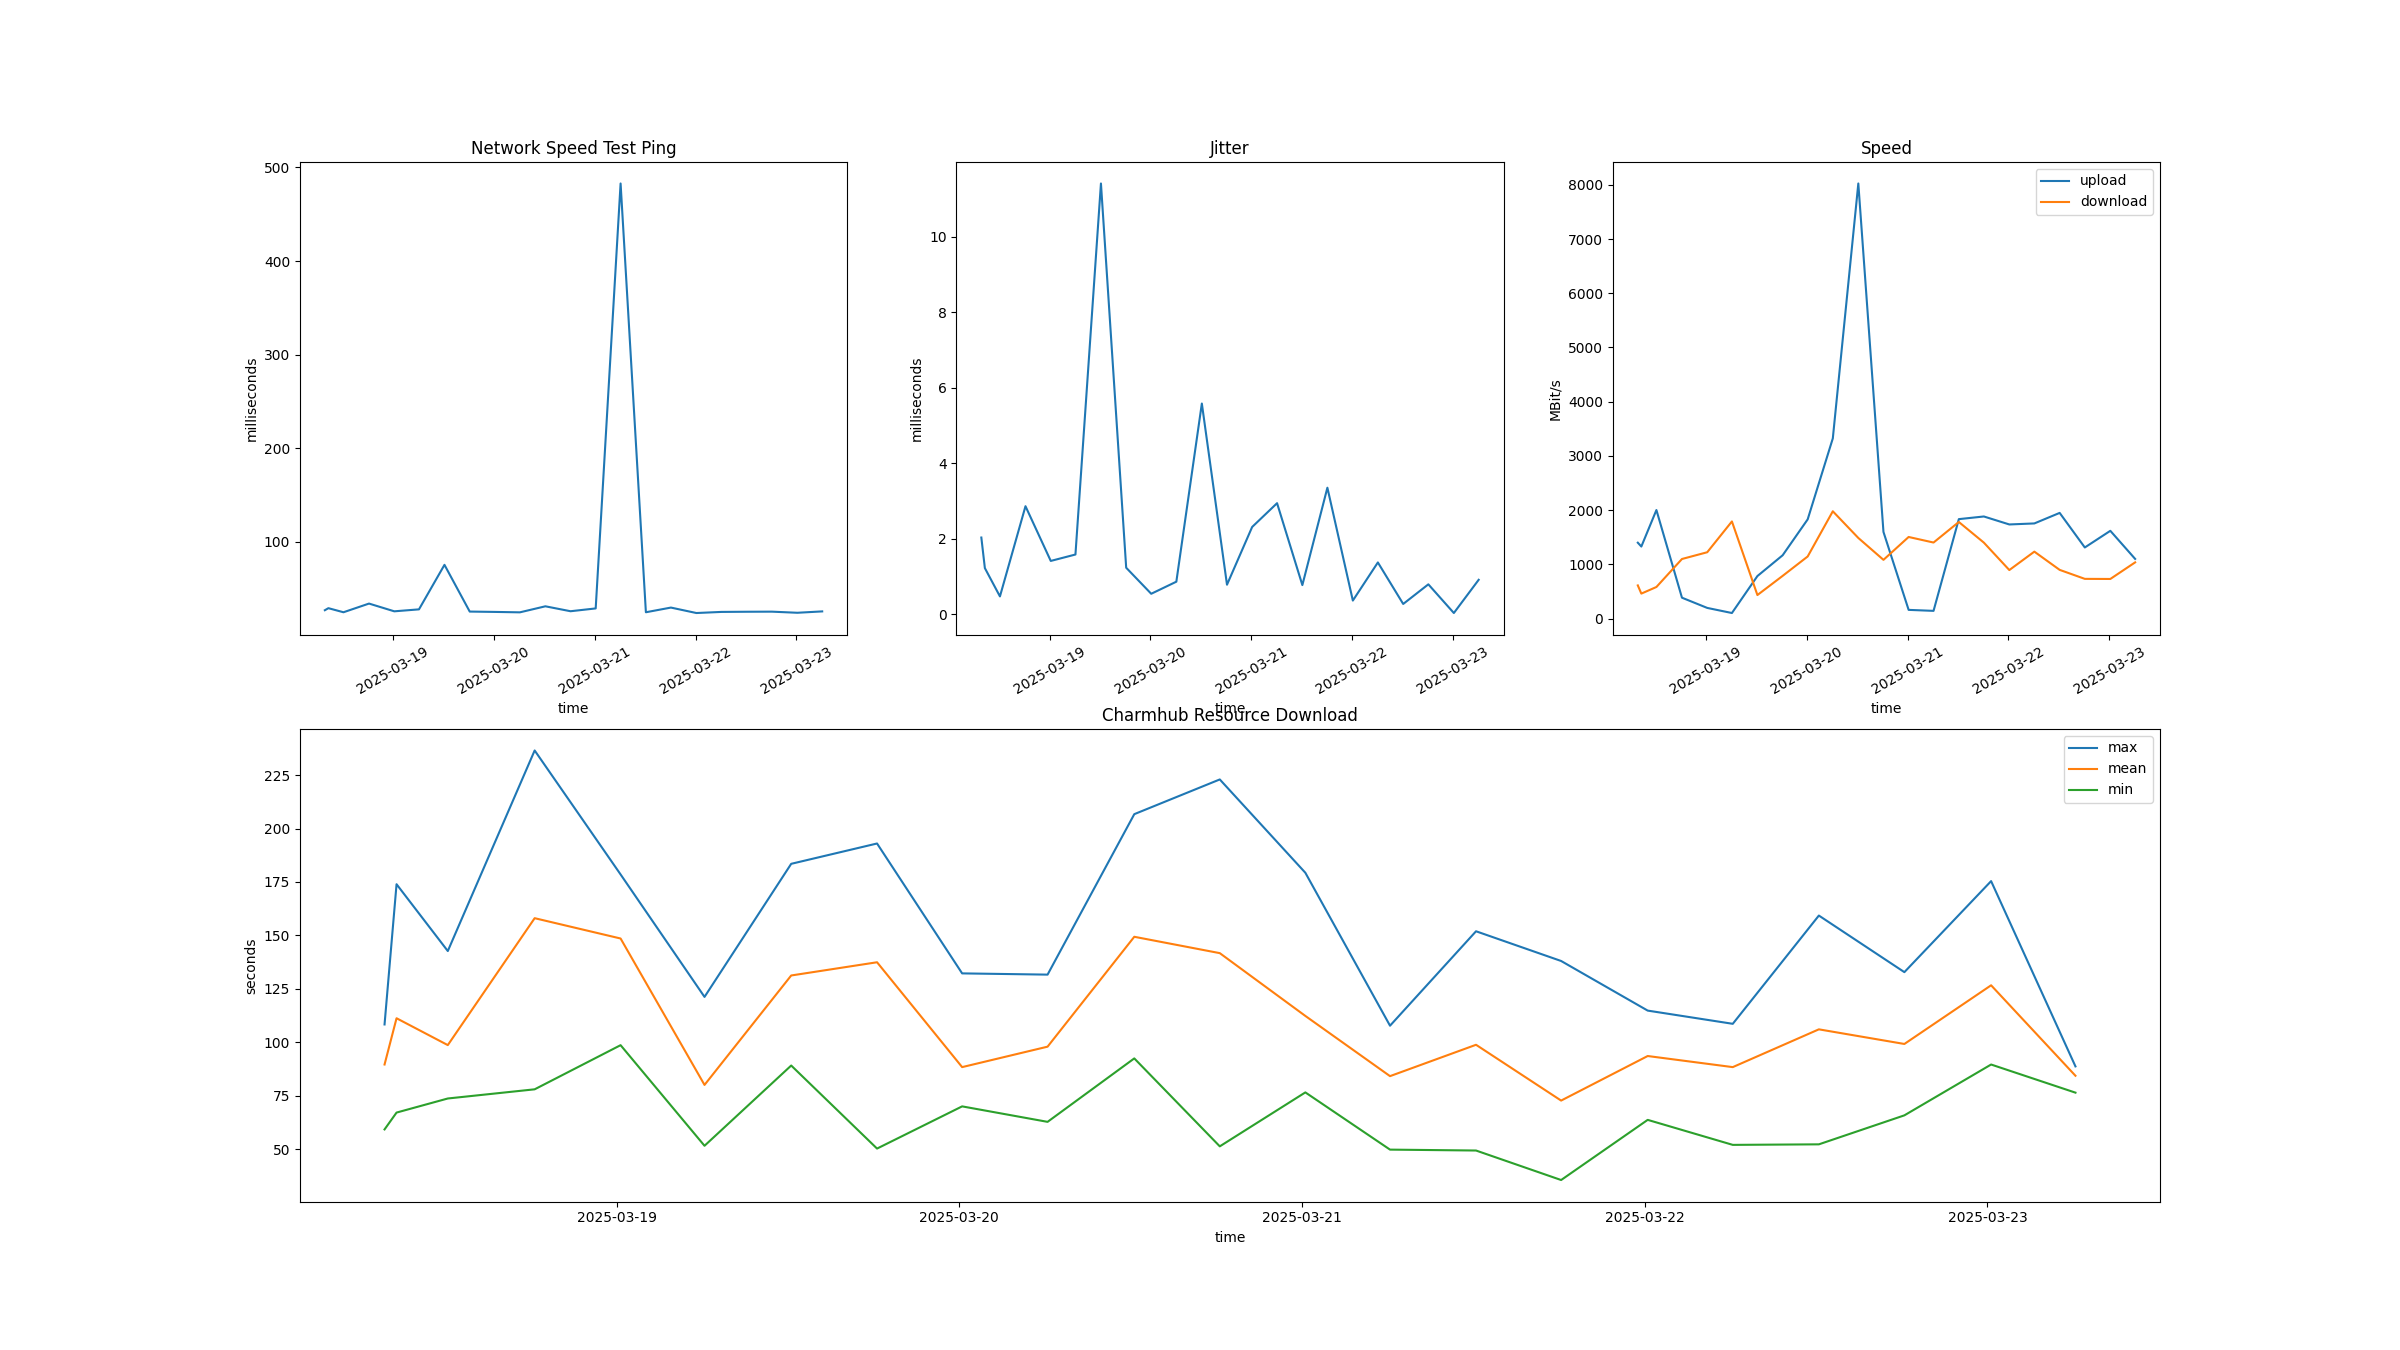 Network Speed Test Ping
500
400
300
200
100
milliseconds
2025-03-19
2025-03-20
2025-03-21
2025-03-22
2025-03-23
time
Jitter
10
8
6
4
2
0
milliseconds
2025-03-19
2025-03-20
2025-03-21
2025-03-22
2025-03-23
time
Speed
upload
download
8000
7000
6000
5000
4000
3000
2000
1000
0
MBit/s
2025-03-19
2025-03-20
2025-03-21
2025-03-22
2025-03-23
time
Charmhub Resource Download
max
mean
min
225
200
175
150
125
100
75
50
seconds
2025-03-19
2025-03-20
2025-03-21
2025-03-22
2025-03-23
time